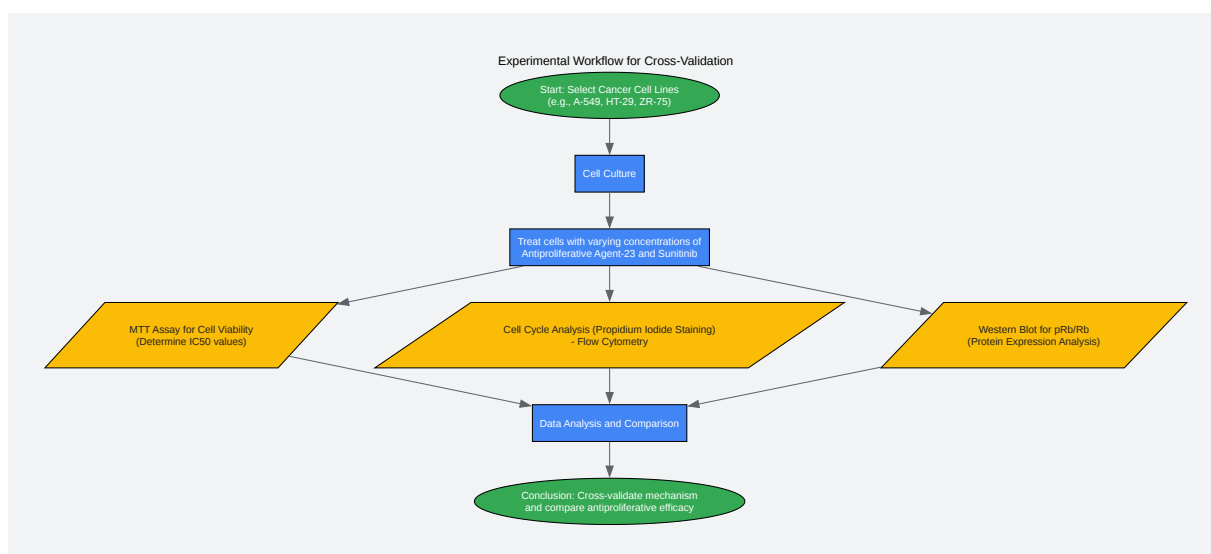 Experimental Workflow for Cross-Validation
Start: Select Cancer Cell Lines
(e.g., A-549, HT-29, ZR-75)
Cell Culture
Treat cells with varying concentrations of
Antiproliferative Agent-23 and Sunitinib
MTT Assay for Cell Viability
(Determine IC50 values)
Cell Cycle Analysis (Propidium Iodide Staining)
- Flow Cytometry
Western Blot for pRb/Rb
(Protein Expression Analysis)
Data Analysis and Comparison
Conclusion: Cross-validate mechanism
and compare antiproliferative efficacy